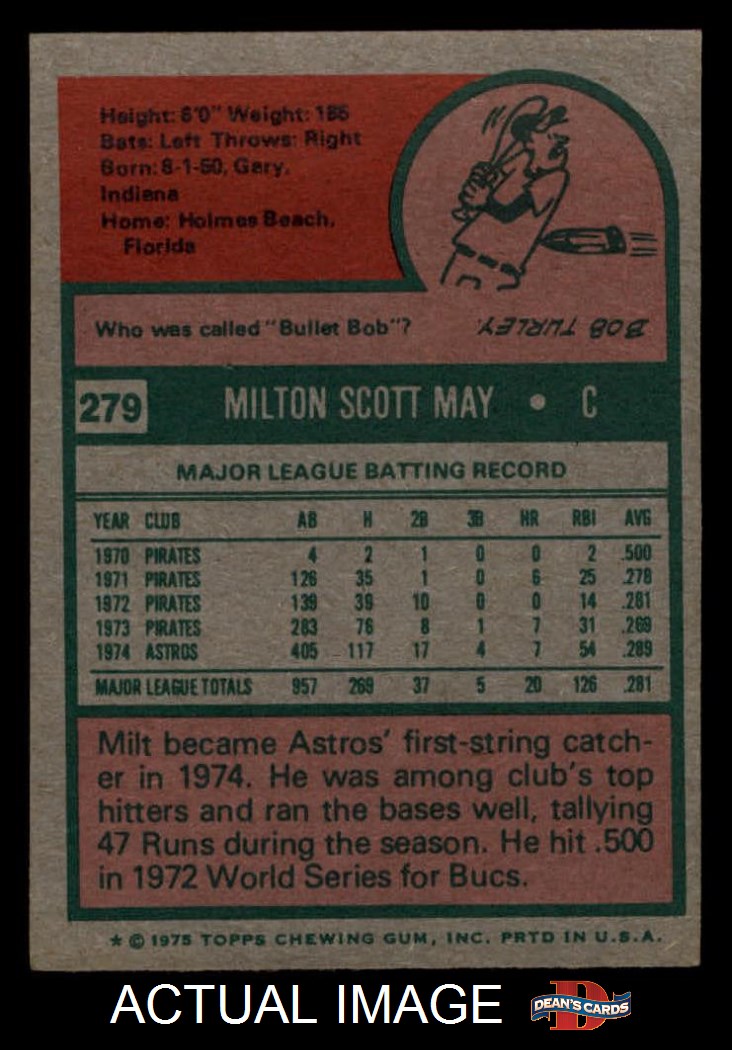 Height: 6'0" Weight: 185
Bats: Left Throws: Right
Born: 8-1-50, Gary,
Indiana
Home: Holmes Beach,
Florida
Who was called "Bullet Bob"?
BOB TURLEY.
279 MILTON SCOTT MAY • C
MAJOR LEAGUE BATTING RECORD
YEAR CLUB AB H 2B 3B HR RBI AVG
1970 PIRATES 4 2 1 0 0 2 .500
1971 PIRATES 126 35 1 0 6 25 .278
1972 PIRATES 139 39 10 0 0 14 .281
1973 PIRATES 283 76 8 1 7 31 .269
1974 ASTROS 405 117 17 4 7 54 .289
MAJOR LEAGUE TOTALS 957 269 37 5 20 126 .281
Milt became Astros' first-string catch-
er in 1974. He was among club's top
hitters and ran the bases well, tallying
47 Runs during the season. He hit .500
in 1972 World Series for Bucs.
* © 1975 TOPPS CHEWING GUM, INC. PRTD IN U.S.A.
ACTUAL IMAGE
DEAN'S CARDS